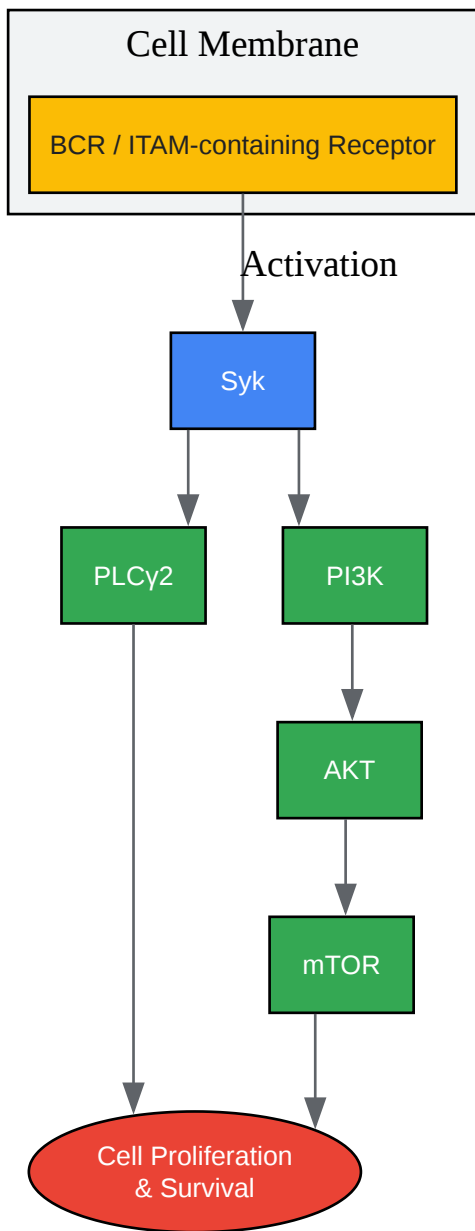 Cell Membrane
BCR / ITAM-containing Receptor
Activation
Syk
PLCγ2
PI3K
AKT
mTOR
Cell Proliferation
& Survival